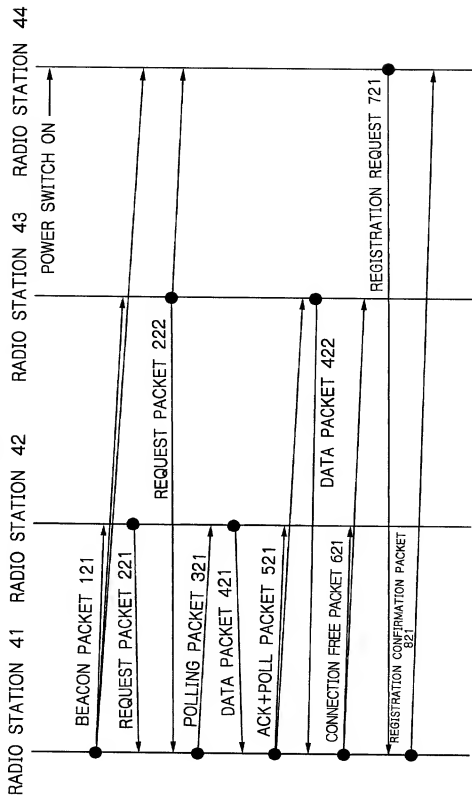 RADIO STATION 41
RADIO STATION 42
RADIO STATION 43
RADIO STATION 44
POWER SWITCH ON
BEACON PACKET 121
REQUEST PACKET 221
REQUEST PACKET 222
POLLING PACKET 321
DATA PACKET 421
ACK+POLL PACKET 521
DATA PACKET 422
CONNECTION FREE PACKET 621
REGISTRATION REQUEST 721
REGISTRATION CONFIRMATION PACKET
821